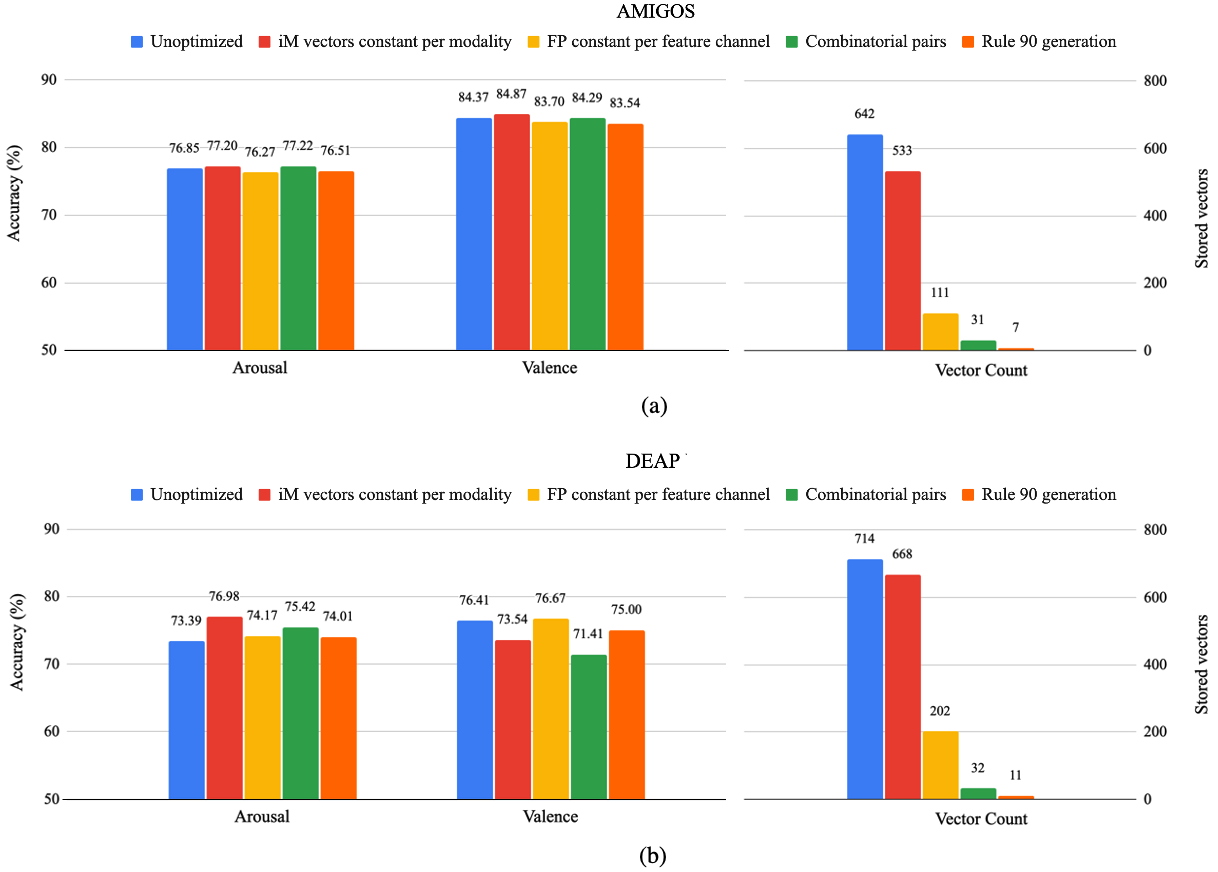 AMIGOS
Unoptimized iM vectors constant per modality FP constant per feature channel Combinatorial pairs Rule 90 generation
Accuracy (%)
90
80
70
60
50
76.85 77.20 76.27 77.22 76.51
84.37 84.87 83.70 84.29 83.54
Arousal Valence
642
533
111
31
7
800
600
400
200
0
Stored vectors
Vector Count
(a)
DEAP
Unoptimized iM vectors constant per modality FP constant per feature channel Combinatorial pairs Rule 90 generation
Accuracy (%)
90
80
70
60
50
73.39 76.98 74.17 75.42 74.01
76.41 73.54 76.67 71.41 75.00
Arousal Valence
714
668
202
32
11
800
600
400
200
0
Stored vectors
Vector Count
(b)